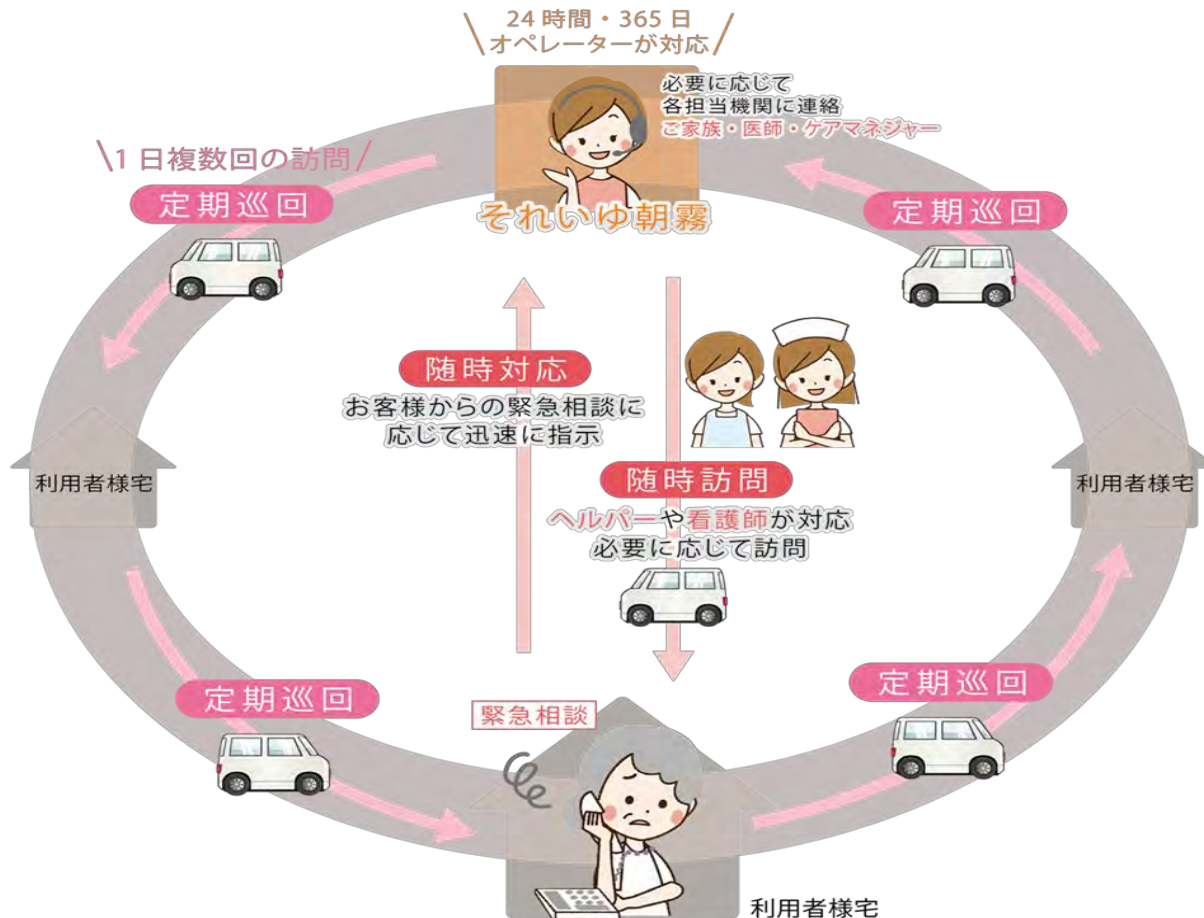 24時間・365日
オペレーターが対応
必要に応じて
各担当機関に連絡
ご家族・医師・ケアマネジャー
それいゆ朝霧
1日複数回の訪問
定期巡回
定期巡回
随時対応
お客様からの緊急相談に
応じて迅速に指示
随時訪問
ヘルパーや看護師が対応
必要に応じて訪問
利用者様宅
利用者様宅
定期巡回
定期巡回
緊急相談
利用者様宅